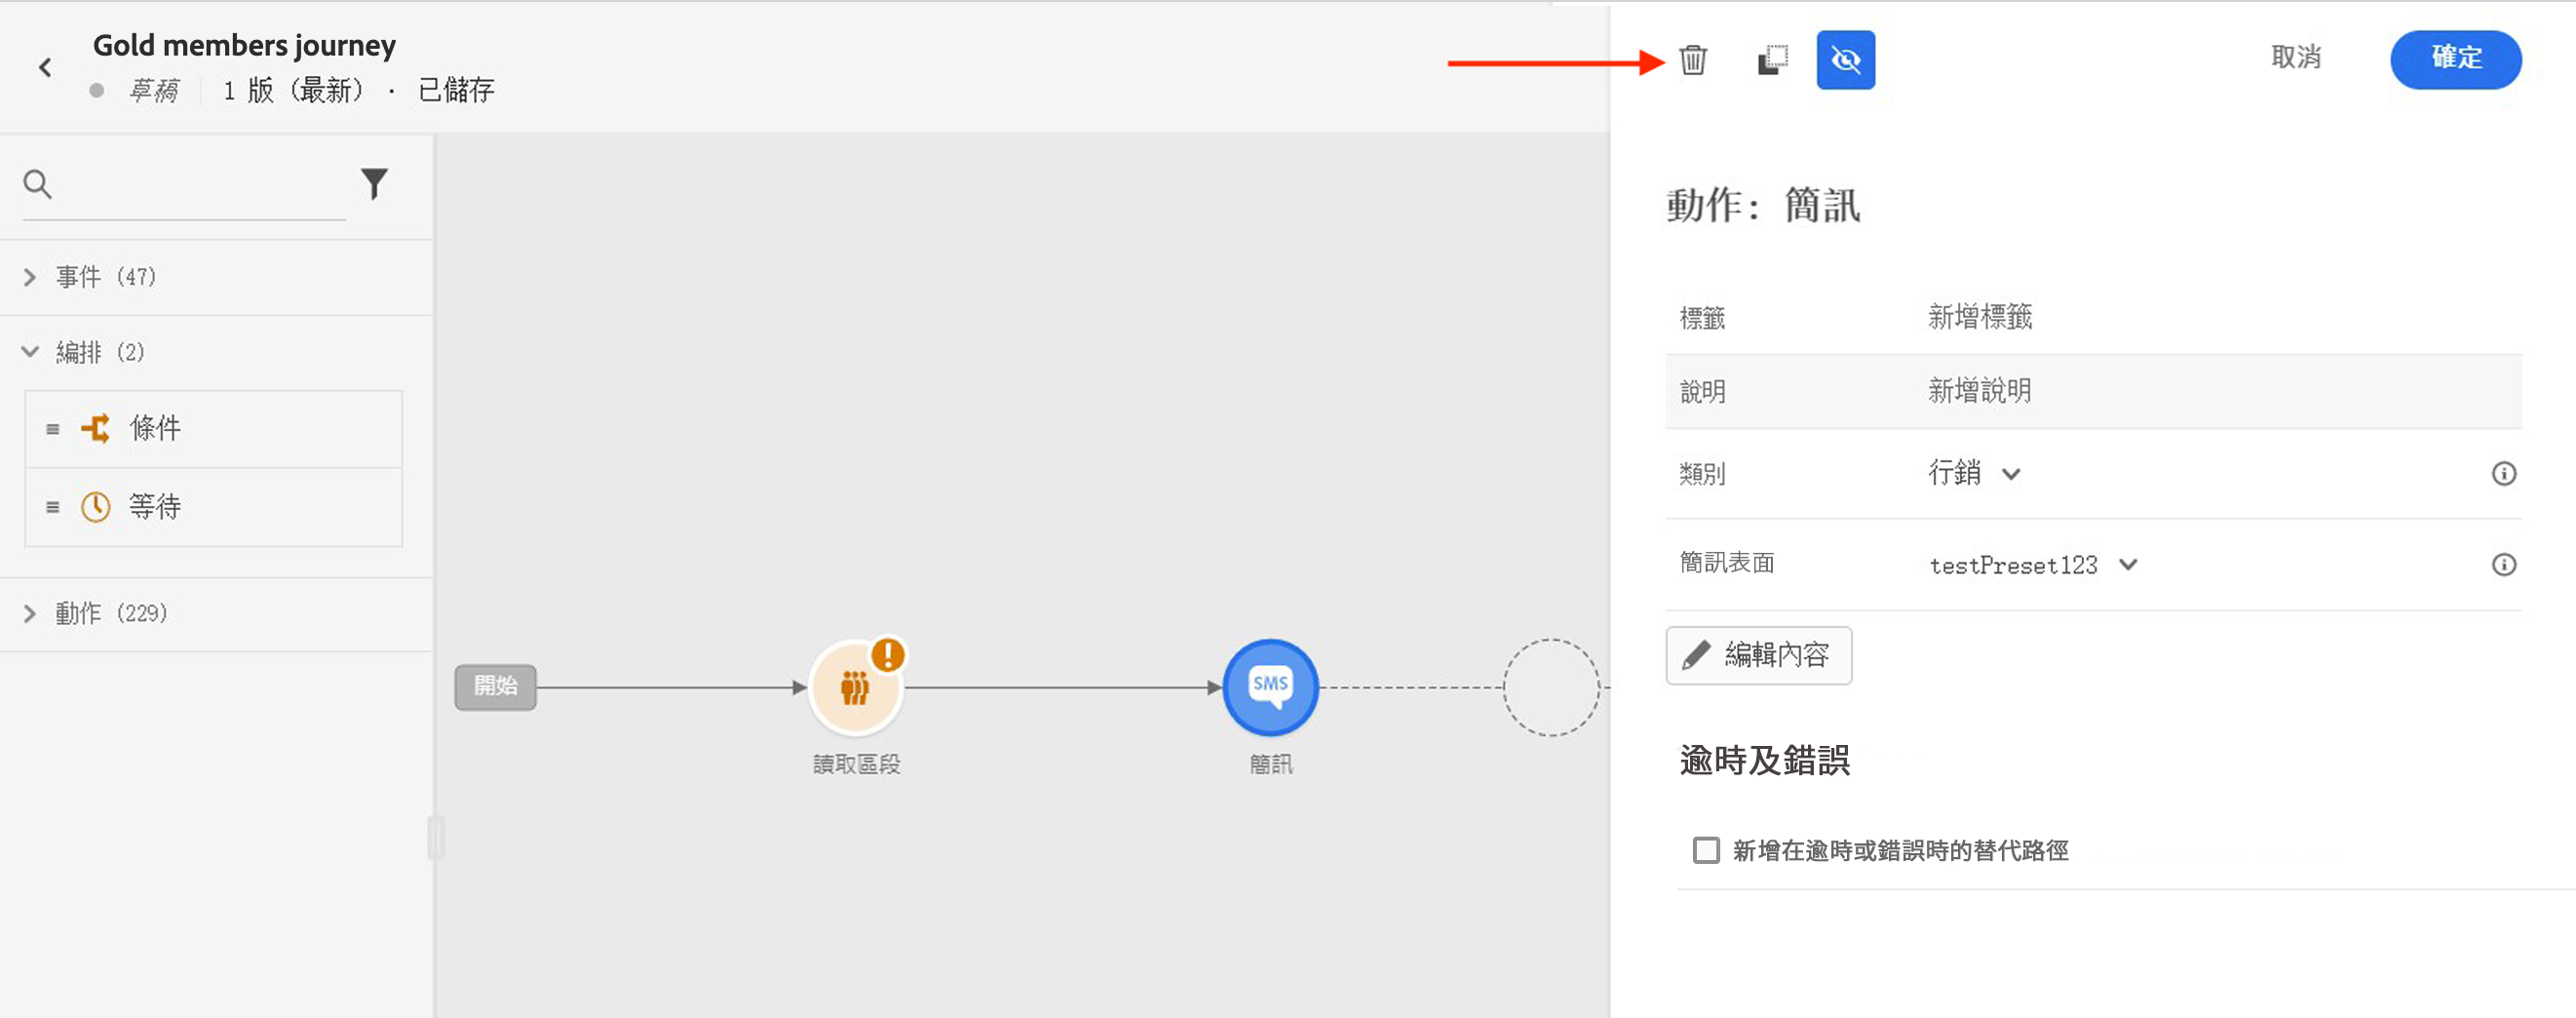 Gold members journey
草稿 1 版（最新） · 已儲存
取消
確定
事件 (47)
編排 (2)
條件
等待
動作 (229)
開始
讀取區段
SMS
簡訊
動作：簡訊
標籤 新增標籤
說明 新增說明
類別 行銷
簡訊表面 testPreset123
編輯內容
逾時及錯誤
新增在逾時或錯誤時的替代路徑